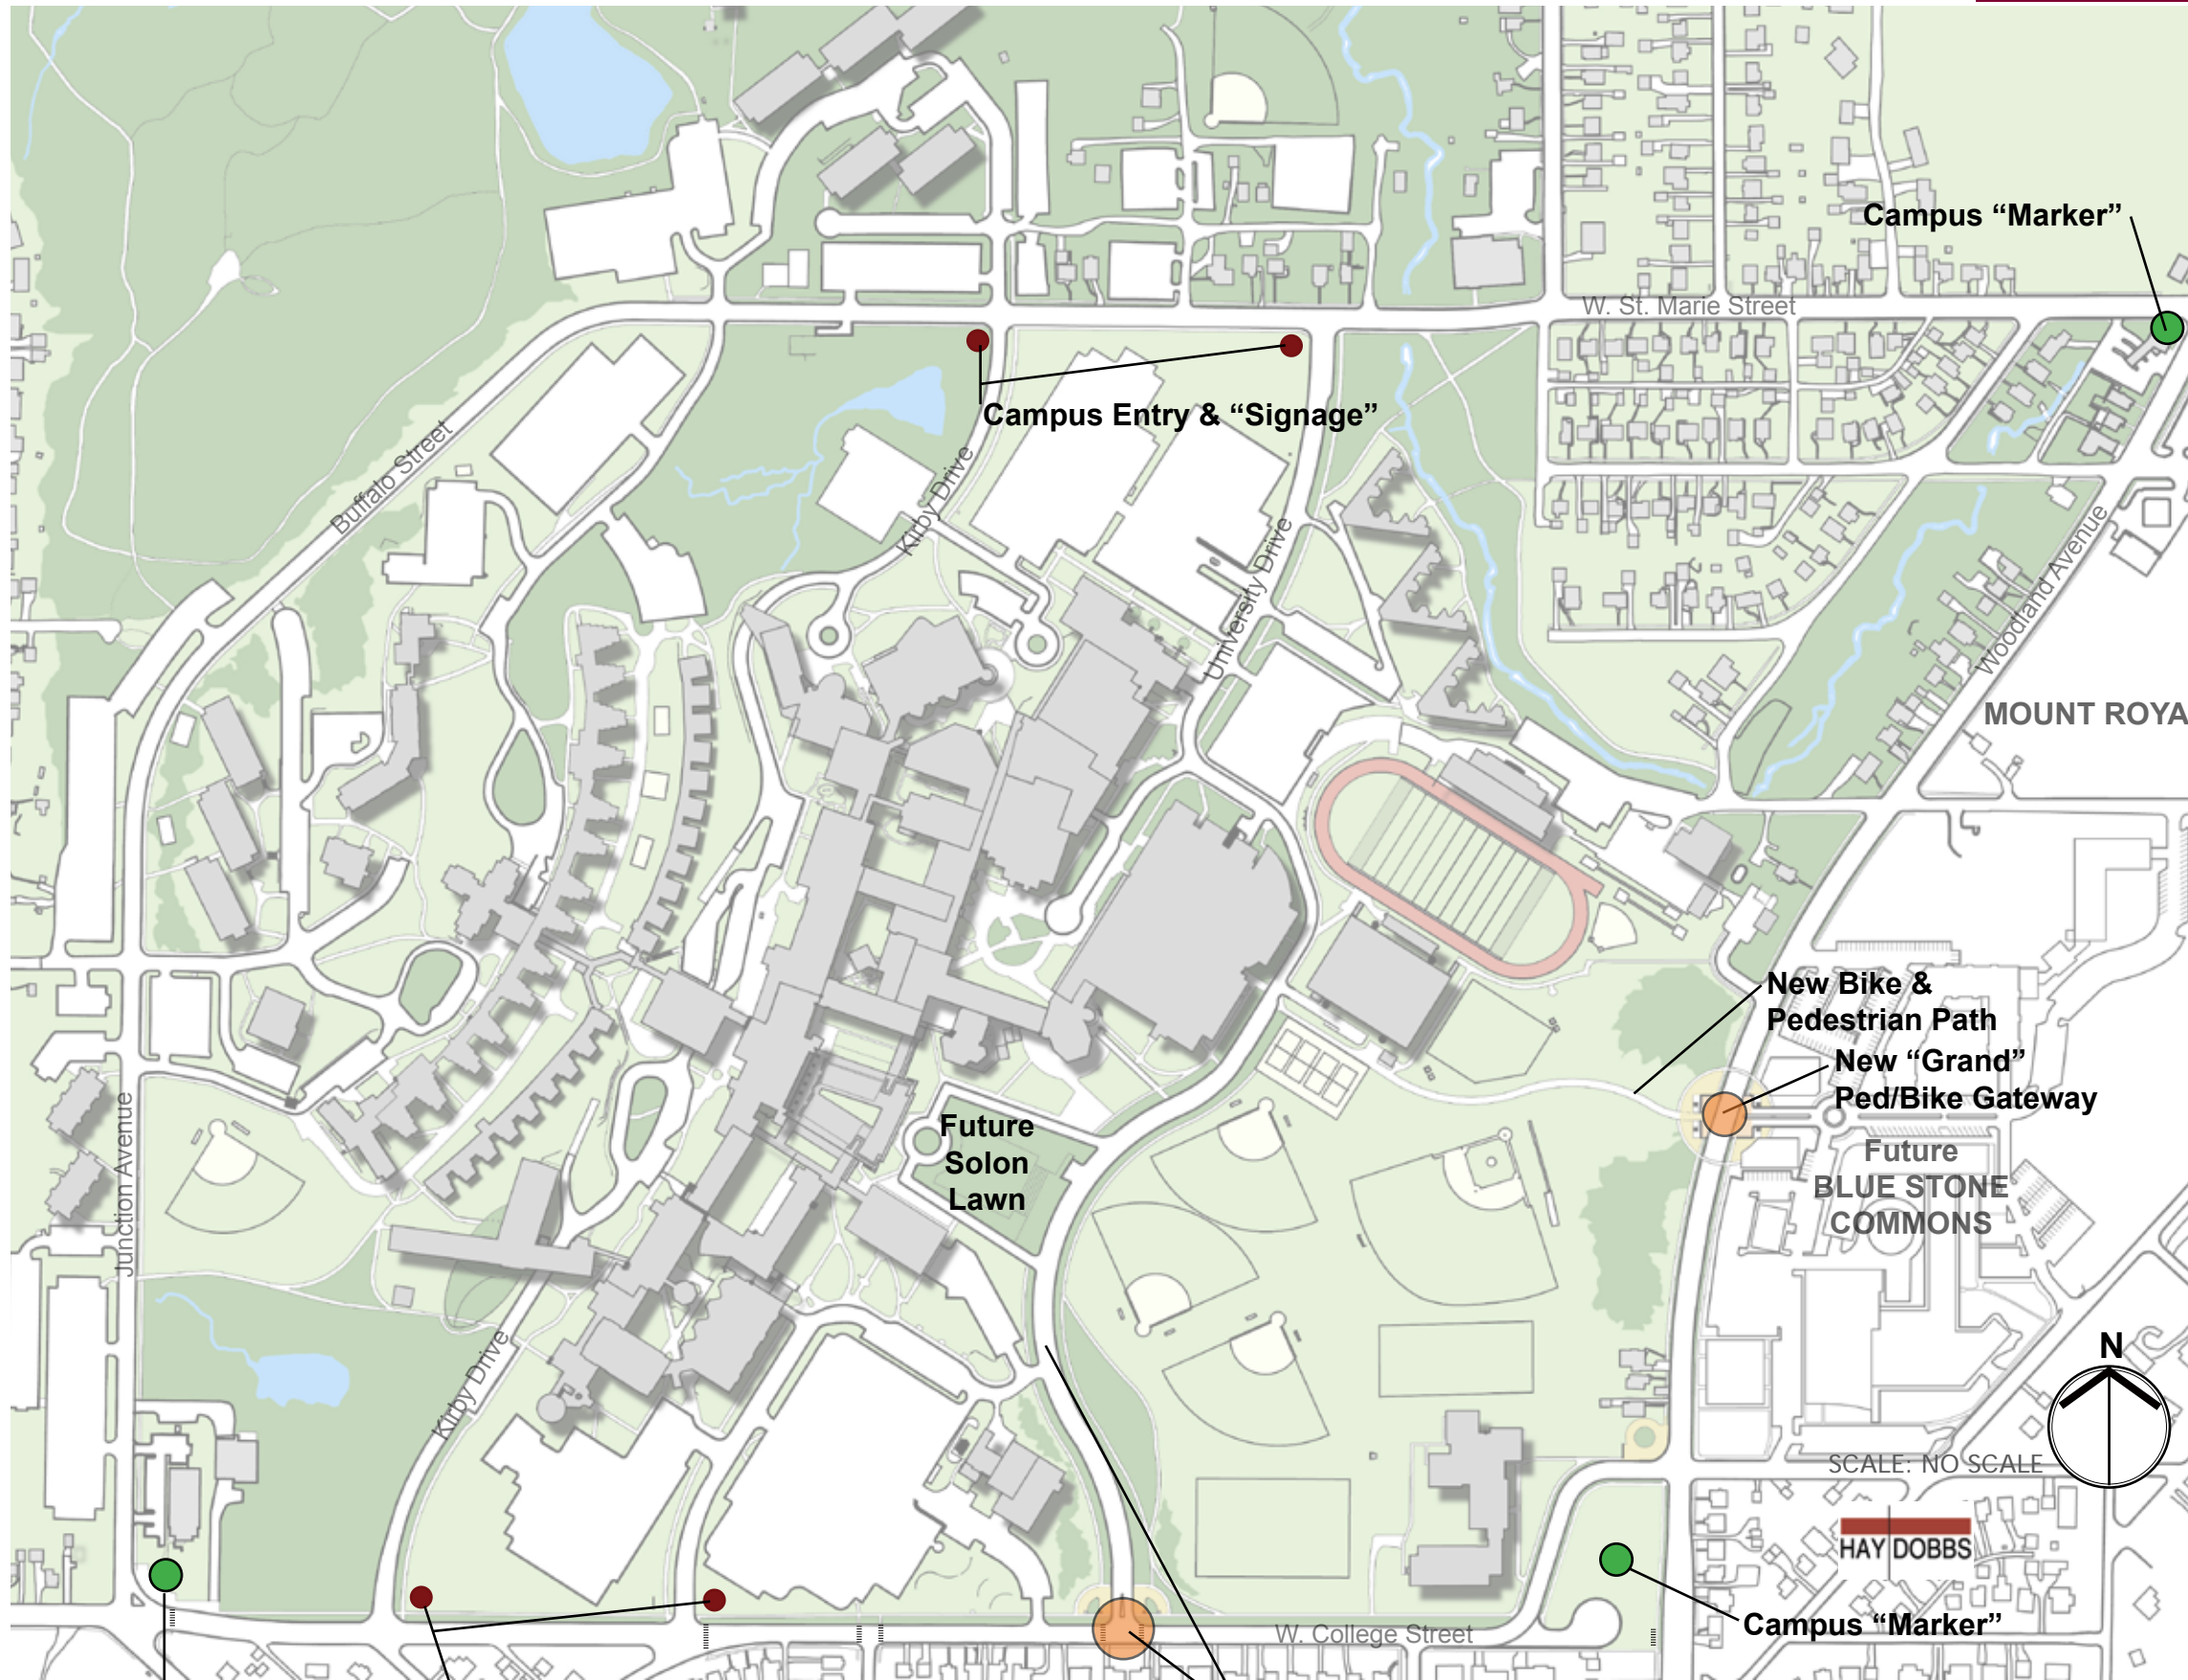 Campus “Marker”
W. St. Marie Street
Campus Entry & “Signage”
Buffalo Street
Kirby Drive
University Drive
Woodland Avenue
MOUNT ROYA
New Bike &
Pedestrian Path
New “Grand”
Ped/Bike Gateway
Future
Solon
Lawn
Future
BLUE STONE
COMMONS
Junction Avenue
Kirby Drive
N
SCALE: NO SCALE
HAY DOBBS
Campus “Marker”
W. College Street